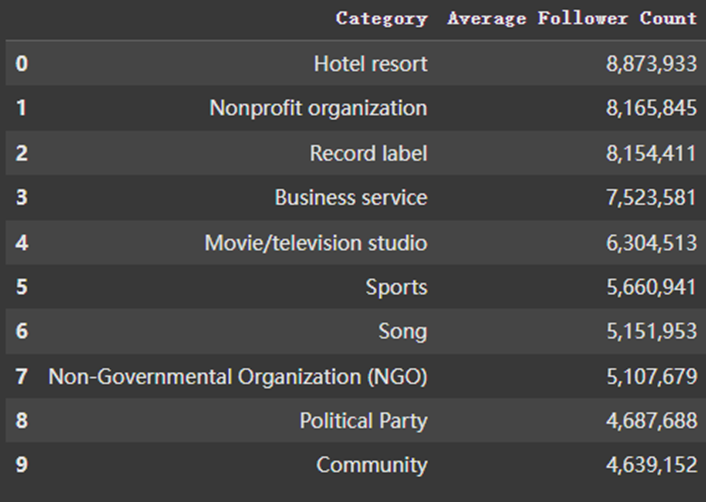 Category Average Follower Count
0 Hotel resort 8,873,933
1 Nonprofit organization 8,165,845
2 Record label 8,154,411
3 Business service 7,523,581
4 Movie/television studio 6,304,513
5 Sports 5,660,941
6 Song 5,151,953
7 Non-Governmental Organization (NGO) 5,107,679
8 Political Party 4,687,688
9 Community 4,639,152